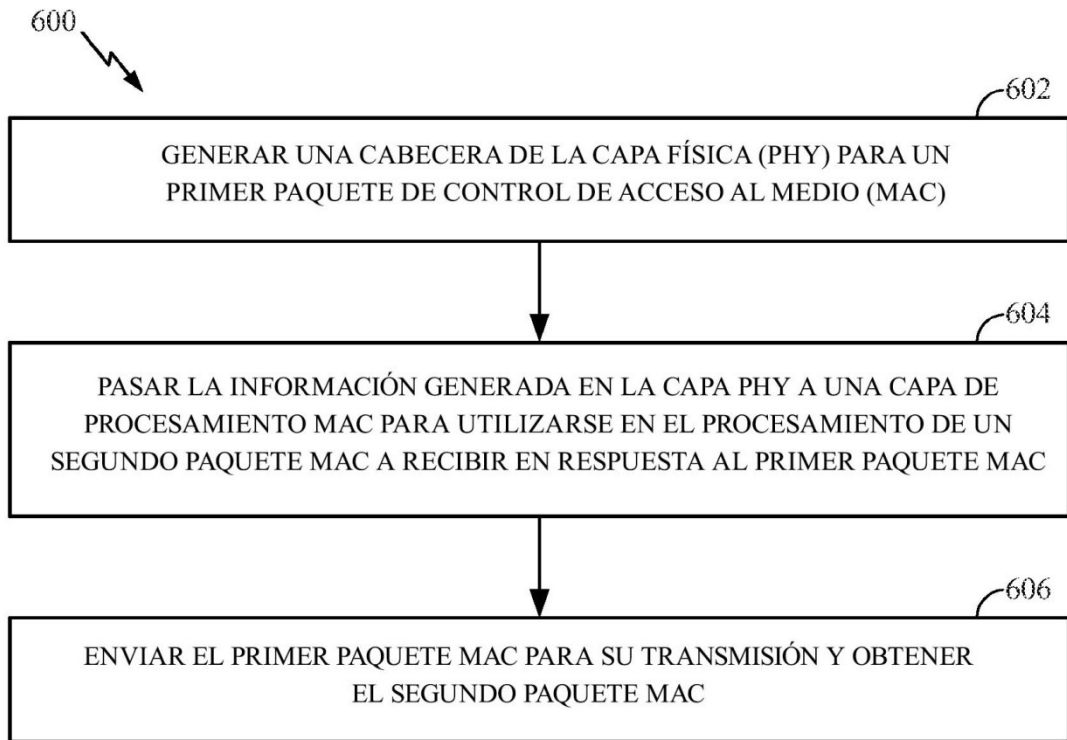 600
602
GENERAR UNA CABECERA DE LA CAPA FÍSICA (PHY) PARA UN
PRIMER PAQUETE DE CONTROL DE ACCESO AL MEDIO (MAC)
604
PASAR LA INFORMACIÓN GENERADA EN LA CAPA PHY A UNA CAPA DE
PROCESAMIENTO MAC PARA UTILIZARSE EN EL PROCESAMIENTO DE UN
SEGUNDO PAQUETE MAC A RECIBIR EN RESPUESTA AL PRIMER PAQUETE MAC
606
ENVIAR EL PRIMER PAQUETE MAC PARA SU TRANSMISIÓN Y OBTENER
EL SEGUNDO PAQUETE MAC